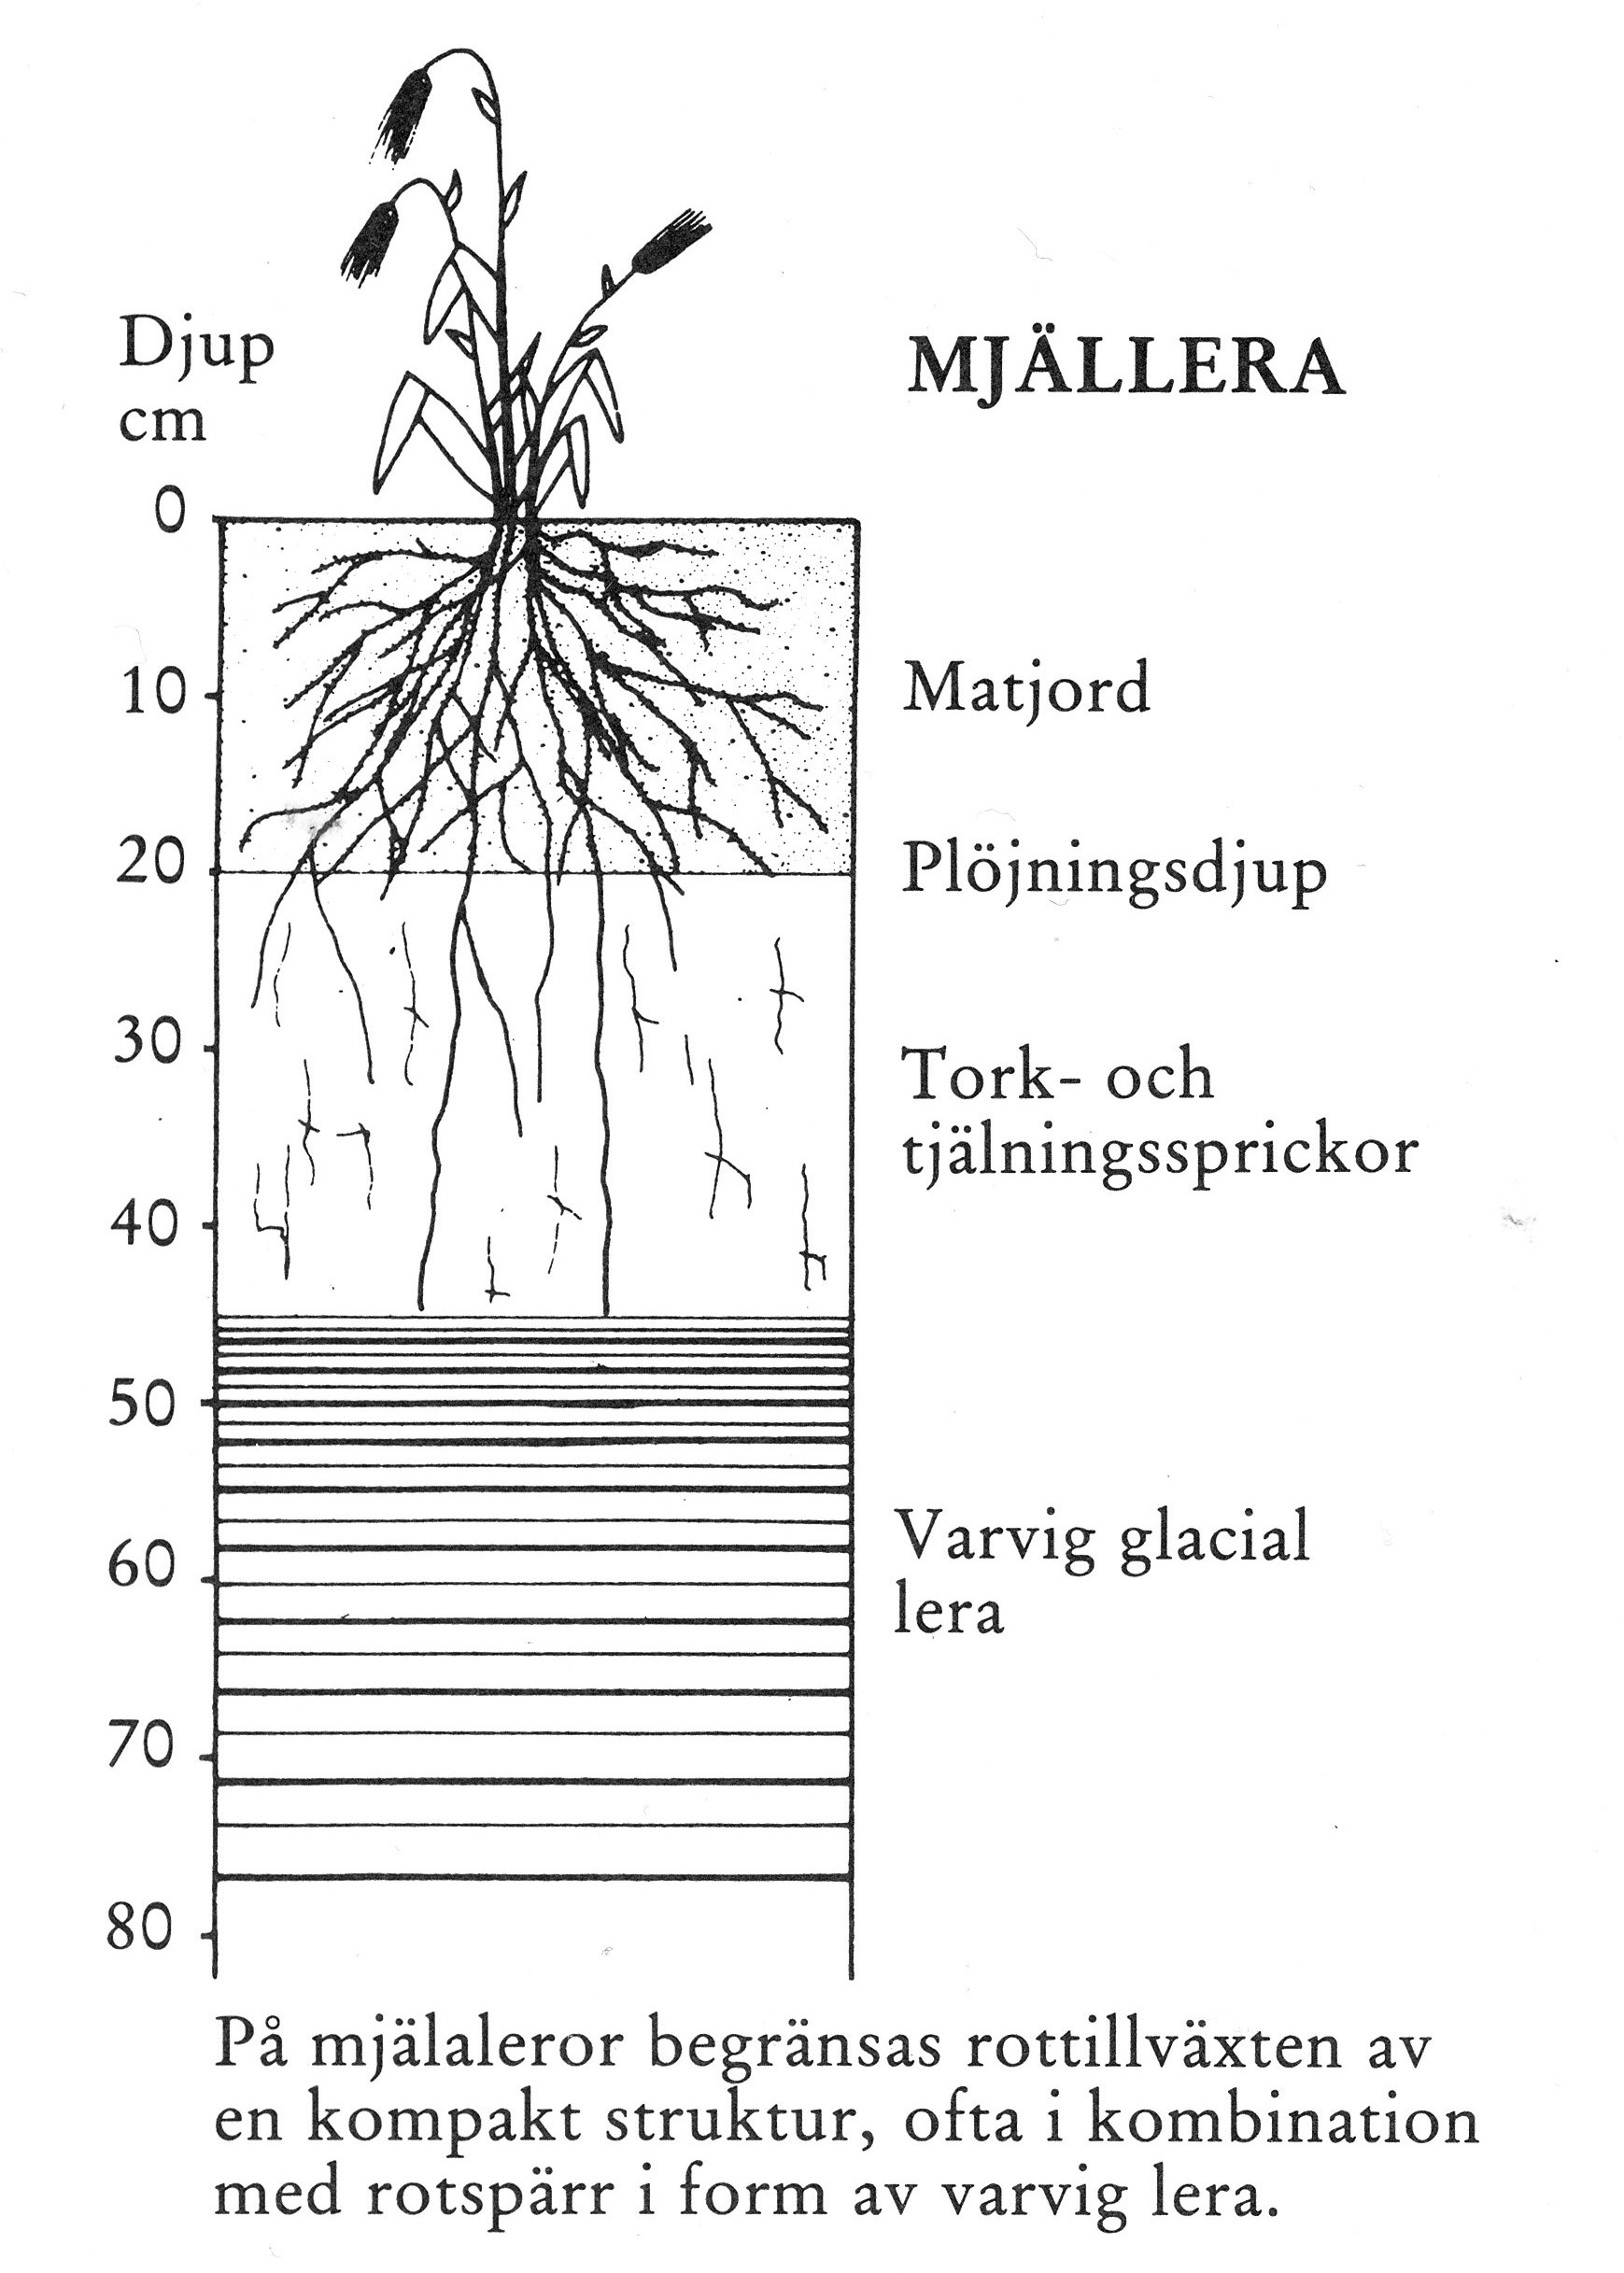 Djup
cm
MJÄLLERA
0
10
Matjord
20
Plöjningsdjup
30
Tork- och
tjälningssprickor
40
50
Varvig glacial
lera
60
70
80
På mjälaleror begränsas rottillväxten av
en kompakt struktur, ofta i kombination
med rotspärr i form av varvig lera.